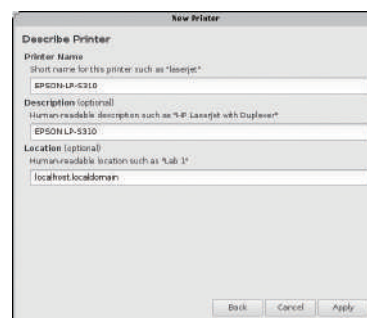 New Printer
Describe Printer
Printer Name
Short name for this printer such as "laserjet"
EPSON-LP-S310
Description (optional)
Human-readable description such as "HP LaserJet with Duplexer"
EPSON LP-S310
Location (optional)
Human-readable location such as "Lab 1"
localhost.localdomain
Back Cancel Apply